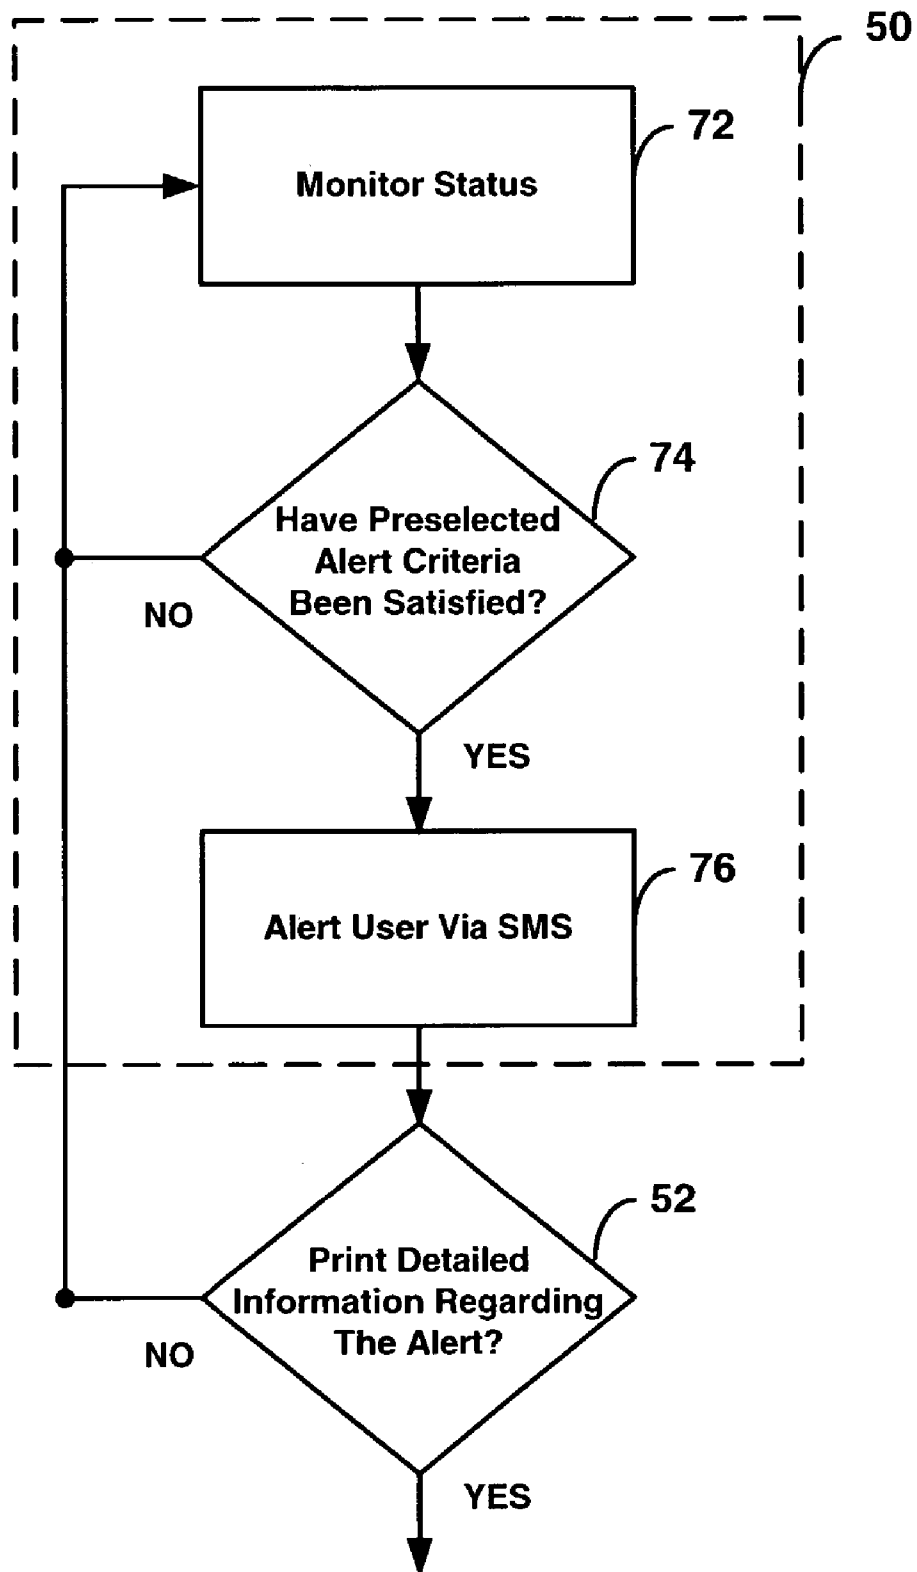 50
72
Monitor Status
74
Have Preselected
Alert Criteria
Been Satisfied?
NO
YES
76
Alert User Via SMS
52
Print Detailed
Information Regarding
The Alert?
NO
YES